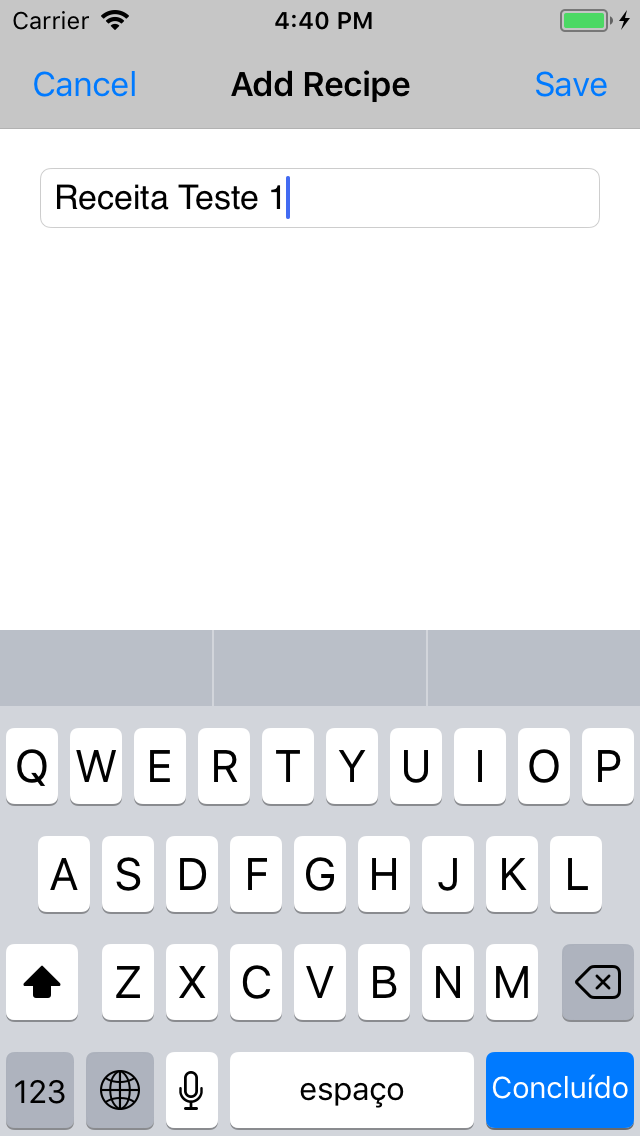 Carrier 4:40 PM
Cancel Add Recipe Save
Receita Teste 1
Q W E R T Y U I O P
A S D F G H J K L
Z X C V B N M
123 espaço Concluído